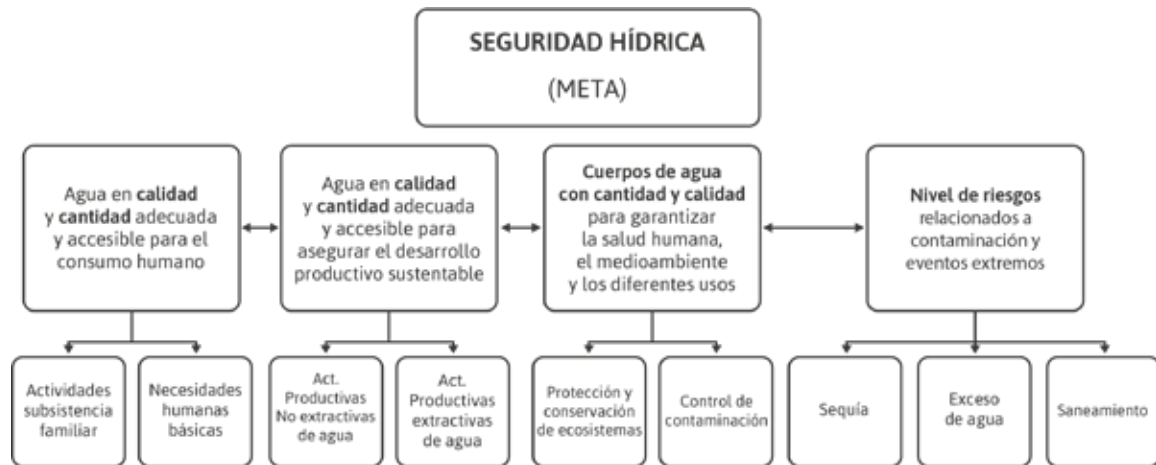 SEGURIDAD HÍDRICA
(META)
Agua en calidad
y cantidad adecuada
y accesible para el
consumo humano
Agua en calidad
y cantidad adecuada
y accesible para
asegurar el desarrollo
productivo sustentable
Cuerpos de agua
con cantidad y calidad
para garantizar
la salud humana,
el medioambiente
y los diferentes usos
Nivel de riesgos
relacionados a
contaminación y
eventos extremos
Actividades
subsistencia
familiar
Necesidades
humanas
básicas
Act.
Productivas
No extractivas
de agua
Act.
Productivas
extractivas
de agua
Protección y
conservación
de ecosistemas
Control de
contaminación
Sequía
Exceso
de agua
Saneamiento